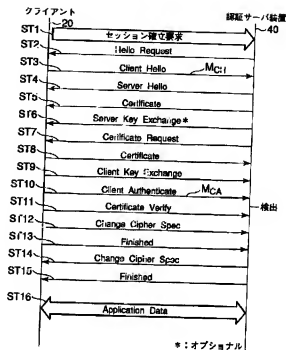 クライアント
認証サーバ装置
20
40
ST1 セッション確立要求
ST2 Hello Request
ST3 Client Hello MCH
ST4 Server Hello
ST5 Certificate
ST6 Server Key Exchange*
ST7 Certificate Request
ST8 Certificate
ST9 Client Key Exchange
ST10 Client Authenticate MCA
ST11 Certificate Verify 検出
ST12 Change Cipher Spec
ST13 Finished
ST14 Change Cipher Spec
ST15 Finished
ST16 Application Data
*:オプショナル